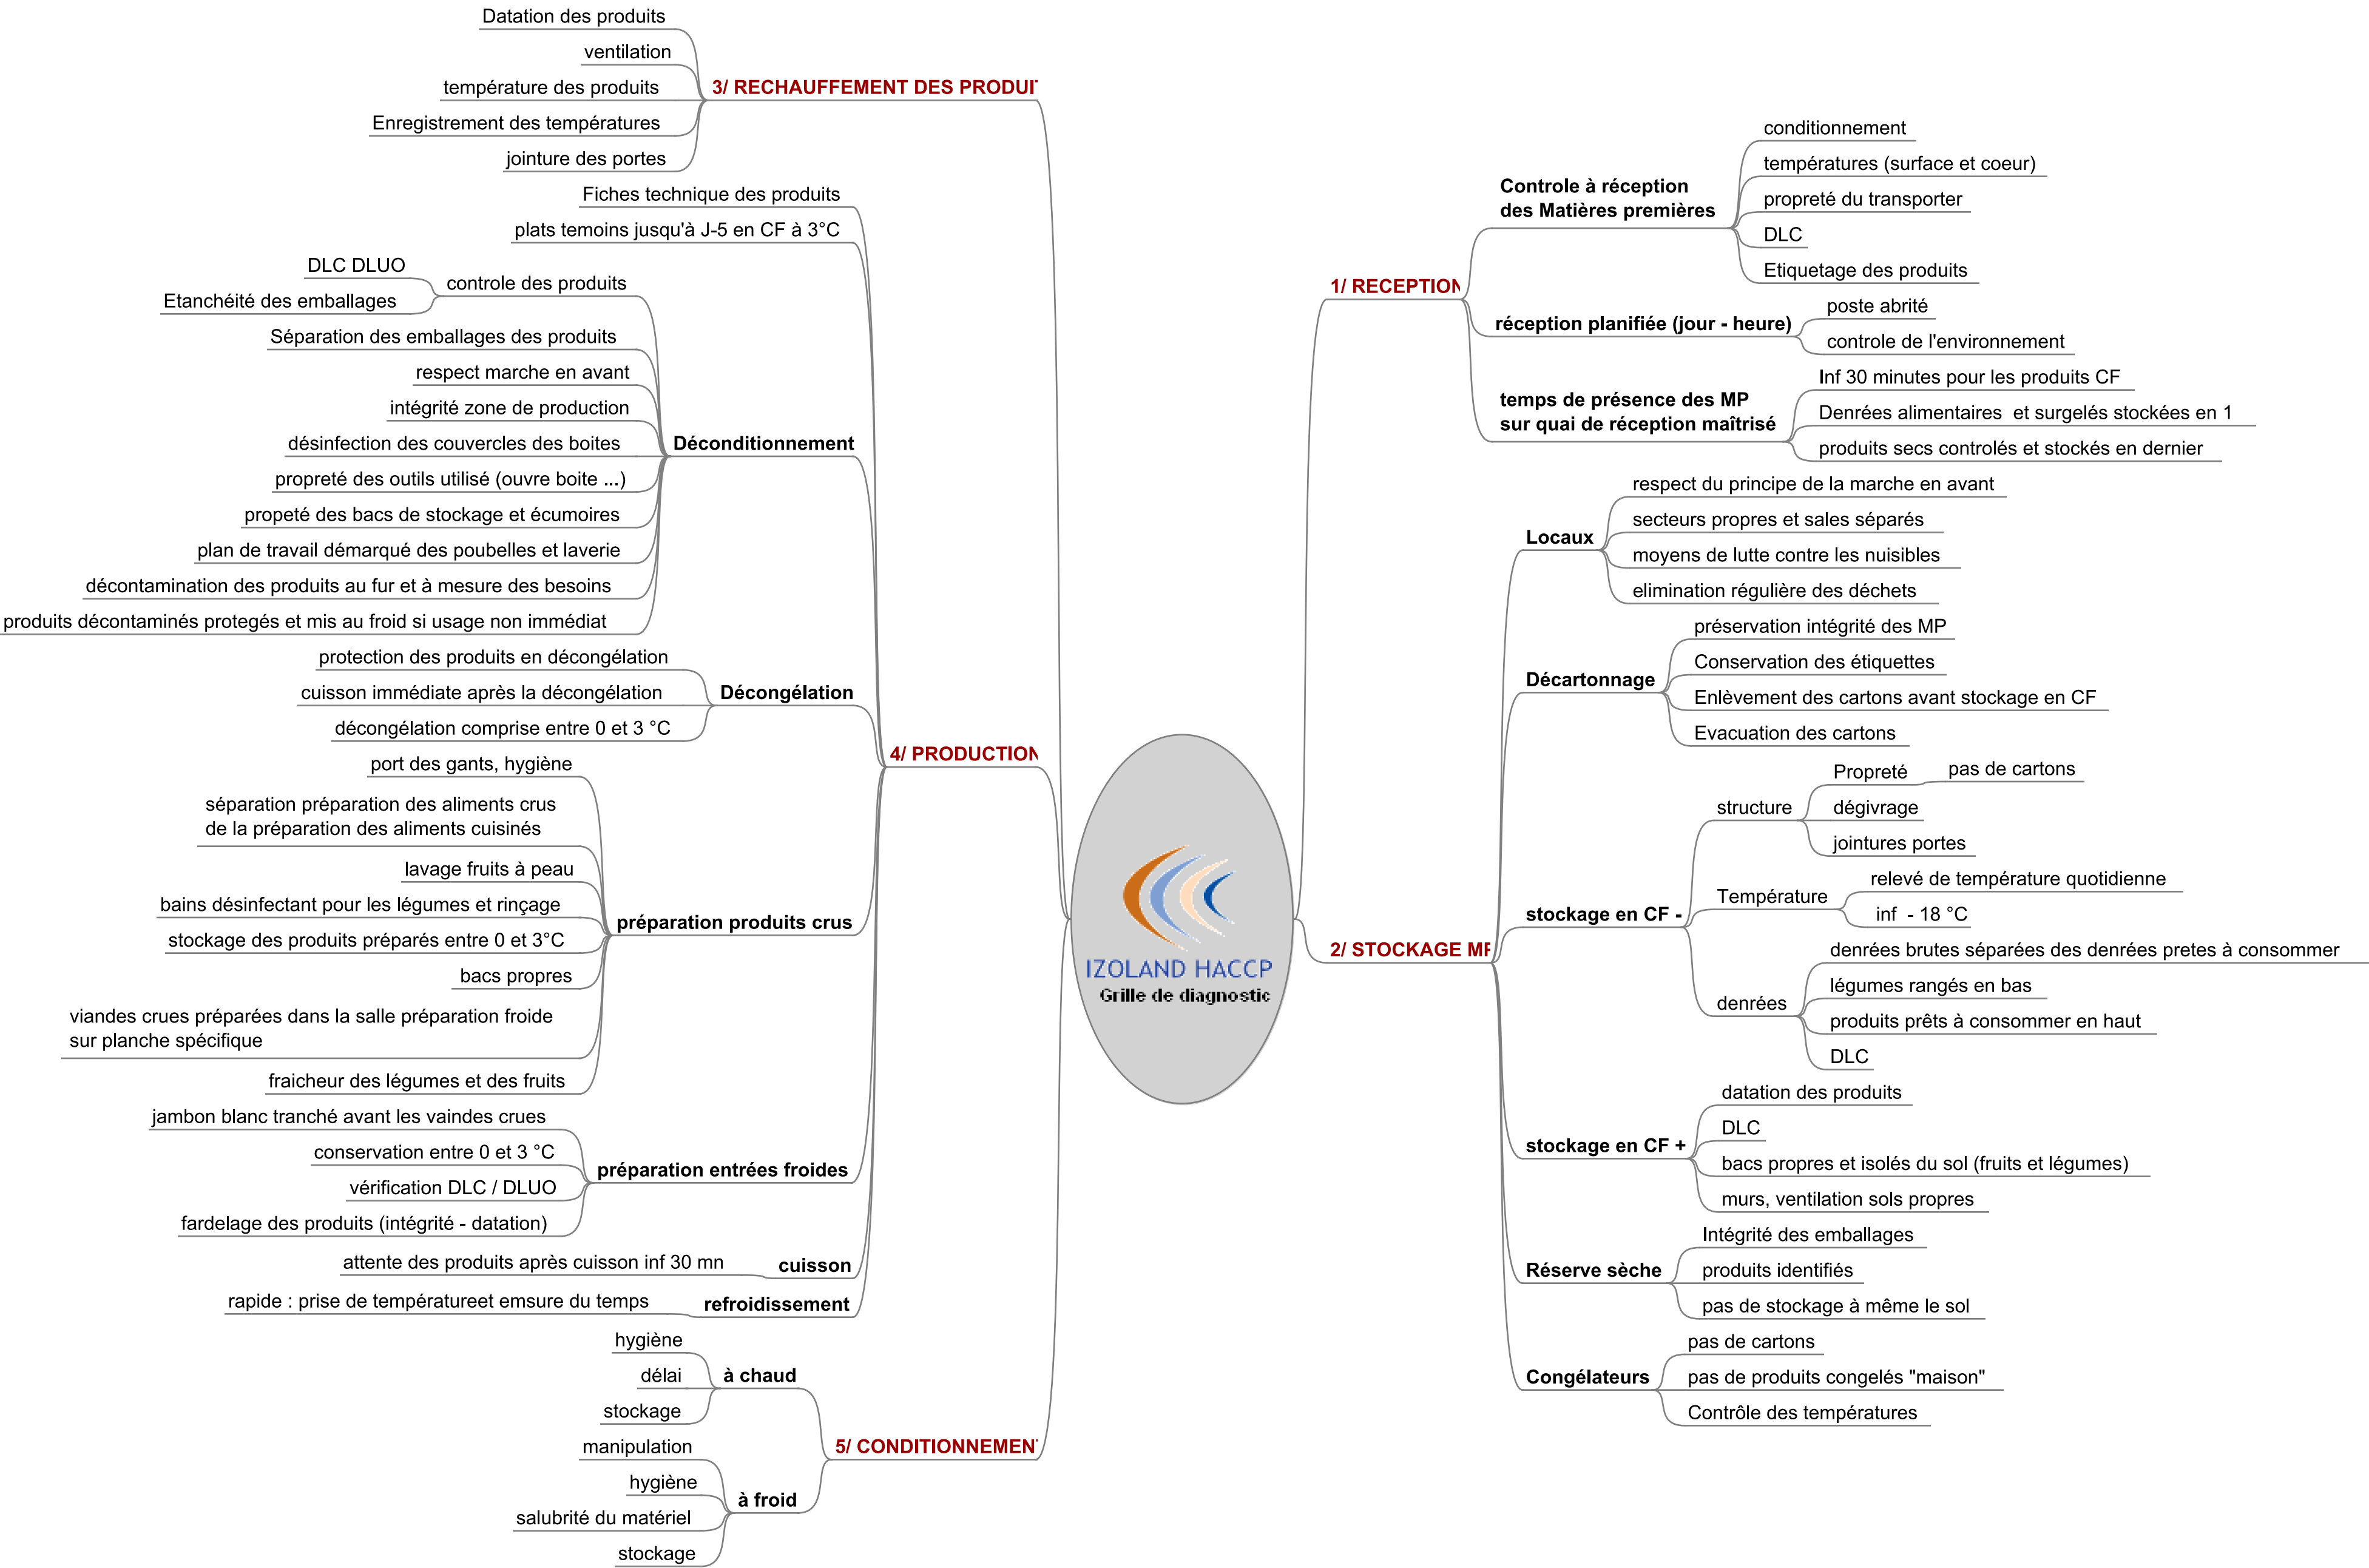 Datation des produits
ventilation
température des produits
Enregistrement des températures
jointure des portes
3/ RECHAUFFEMENT DES PRODUI
Fiches technique des produits
plats temoins jusqu'à J-5 en CF à 3°C
DLC DLUO
Etanchéité des emballages
controle des produits
Séparation des emballages des produits
respect marche en avant
intégrité zone de production
désinfection des couvercles des boites
propreté des outils utilisé (ouvre boite ...)
propeté des bacs de stockage et écumoires
plan de travail démarqué des poubelles et laverie
décontamination des produits au fur et à mesure des besoins
produits décontaminés protegés et mis au froid si usage non immédiat
Déconditionnement
protection des produits en décongélation
cuisson immédiate après la décongélation
décongélation comprise entre 0 et 3 °C
Décongélation
4/ PRODUCTION
port des gants, hygiène
séparation préparation des aliments crus
de la préparation des aliments cuisinés
lavage fruits à peau
bains désinfectant pour les légumes et rinçage
stockage des produits préparés entre 0 et 3°C
bacs propres
viandes crues préparées dans la salle préparation froide
sur planche spécifique
fraicheur des légumes et des fruits
préparation produits crus
jambon blanc tranché avant les vaindes crues
conservation entre 0 et 3 °C
vérification DLC / DLUO
fardelage des produits (intégrité - datation)
préparation entrées froides
attente des produits après cuisson inf 30 mn
cuisson
rapide : prise de températureet emsure du temps
refroidissement
hygiène
délai
stockage
à chaud
manipulation
hygiène
salubrité du matériel
stockage
à froid
5/ CONDITIONNEMEN
IZOLAND HACCP
Grille de diagnostic
1/ RECEPTION
Controle à réception
des Matières premières
conditionnement
températures (surface et coeur)
propreté du transporter
DLC
Etiquetage des produits
réception planifiée (jour - heure)
poste abrité
controle de l'environnement
temps de présence des MP
sur quai de réception maîtrisé
Inf 30 minutes pour les produits CF
Denrées alimentaires  et surgelés stockées en 1
produits secs controlés et stockés en dernier
2/ STOCKAGE MP
Locaux
respect du principe de la marche en avant
secteurs propres et sales séparés
moyens de lutte contre les nuisibles
elimination régulière des déchets
Décartonnage
préservation intégrité des MP
Conservation des étiquettes
Enlèvement des cartons avant stockage en CF
Evacuation des cartons
stockage en CF -
structure
Propreté
pas de cartons
dégivrage
jointures portes
Température
relevé de température quotidienne
inf  - 18 °C
denrées
denrées brutes séparées des denrées pretes à consommer
légumes rangés en bas
produits prêts à consommer en haut
DLC
stockage en CF +
datation des produits
DLC
bacs propres et isolés du sol (fruits et légumes)
murs, ventilation sols propres
Réserve sèche
Intégrité des emballages
produits identifiés
pas de stockage à même le sol
Congélateurs
pas de cartons
pas de produits congelés "maison"
Contrôle des températures